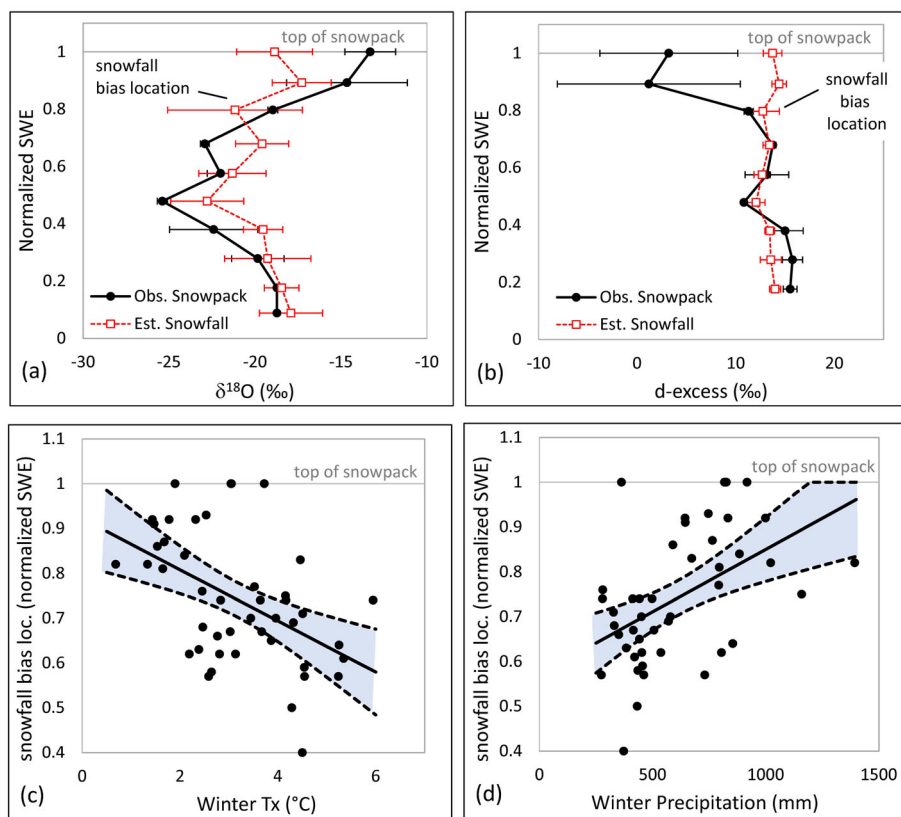 top of snowpack
snowfall
bias location
1
0.8
0.6
0.4
0.2
0
Normalized SWE
Obs. Snowpack
Est. Snowfall
-30
-25
-20
-15
-10
(a)
δ¹⁸O (‰)
top of snowpack
snowfall
bias
location
1
0.8
0.6
0.4
0.2
0
Normalized SWE
Obs. Snowpack
Est. Snowfall
-10
0
10
20
(b)
d-excess (‰)
1.1
1
0.9
0.8
0.7
0.6
0.5
0.4
top of snowpack
snowfall bias loc. (normalized SWE)
0
2
4
6
(c)
Winter Tx (°C)
1.1
1
0.9
0.8
0.7
0.6
0.5
0.4
top of snowpack
snowfall bias loc. (normalized SWE)
0
500
1000
1500
(d)
Winter Precipitation (mm)